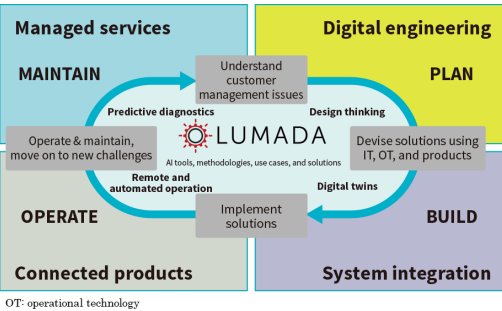 Managed services
Digital engineering
MAINTAIN
Understand
customer
management issues
PLAN
Predictive diagnostics
Design thinking
Operate & maintain,
move on to new challenges
LUMADA
Devise solutions using
IT, OT, and products
AI tools, methodologies, use cases, and solutions
Remote and
automated operation
Digital twins
OPERATE
Implement
solutions
BUILD
Connected products
System integration
OT: operational technology